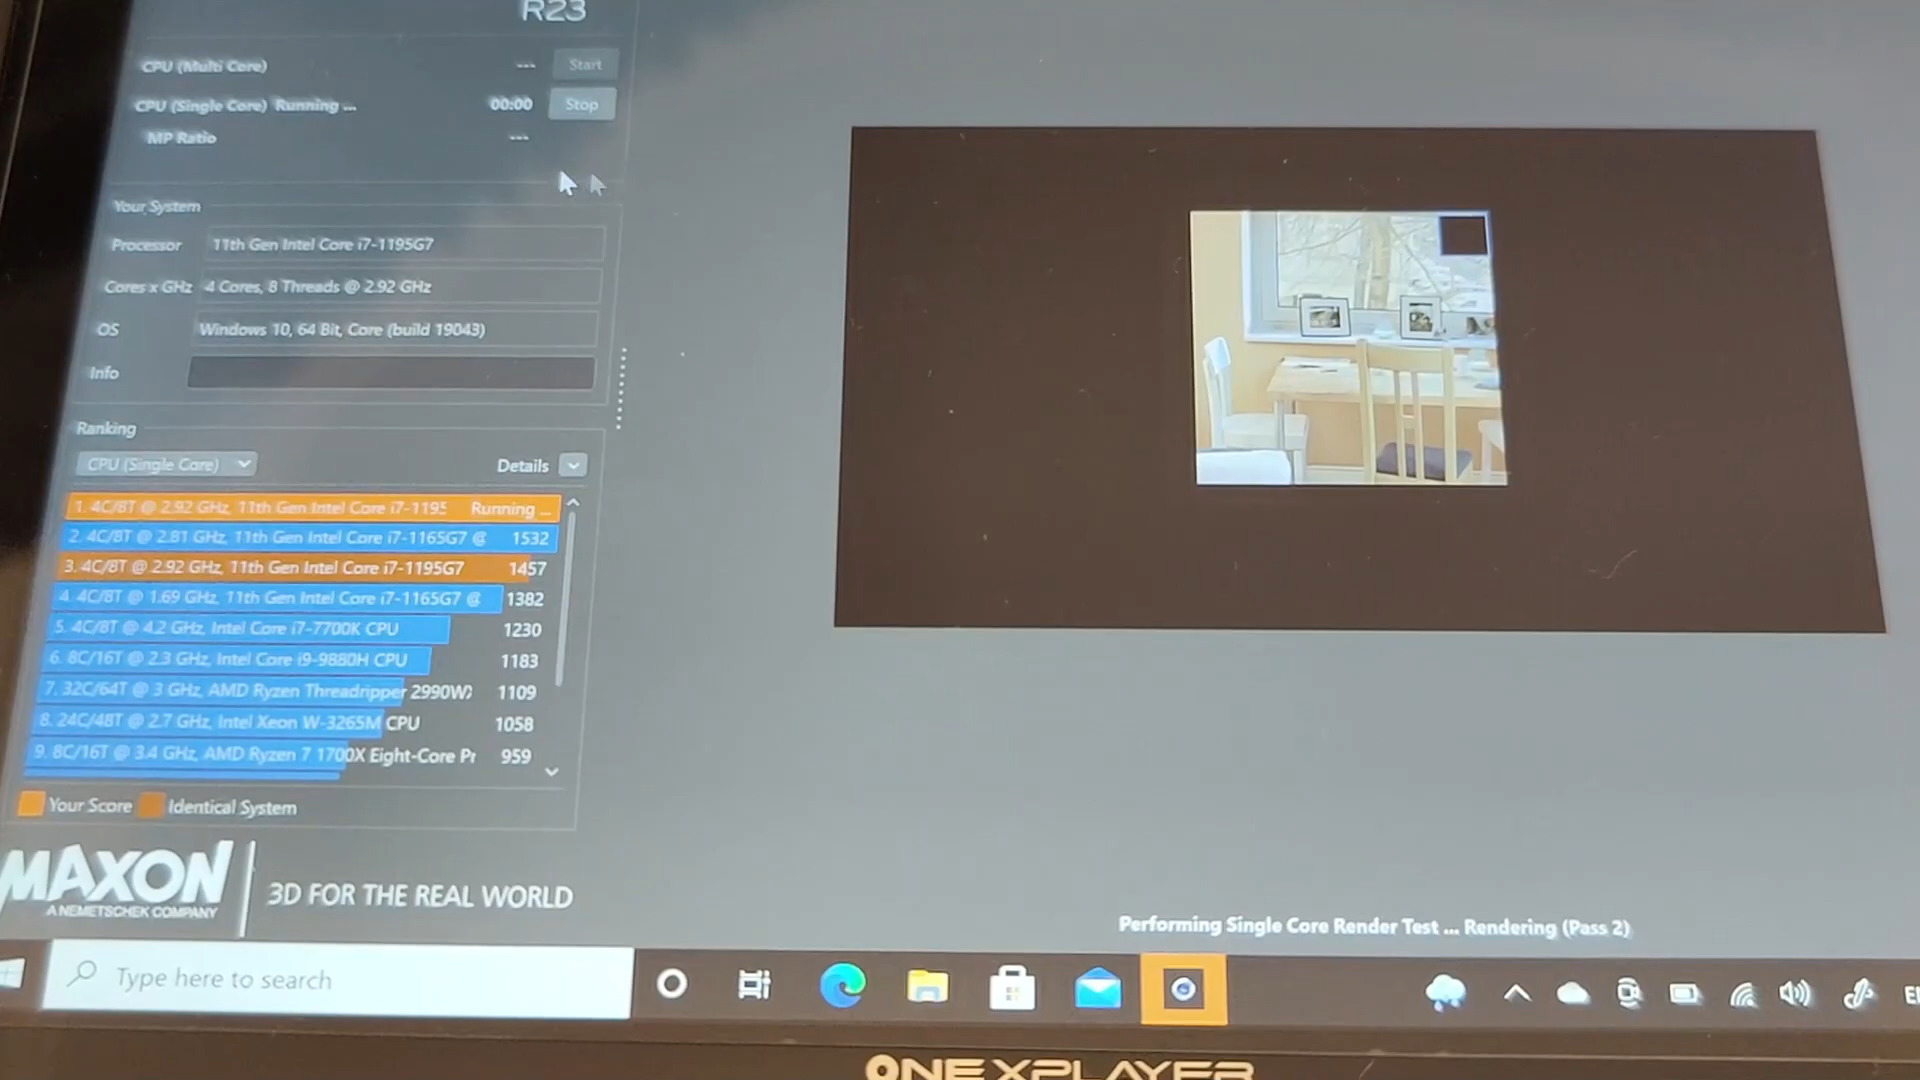 R23
CPU (Multi Core) --- Start
CPU (Single Core) Running ... 00:00 Stop
MP Ratio ---
Your System
Processor 11th Gen Intel Core i7-1195G7
Cores x GHz 4 Cores, 8 Threads @ 2.92 GHz
OS Windows 10, 64 Bit, Core (build 19043)
Info
Ranking
CPU (Single Core) Details
1. 4C/8T @ 2.92 GHz, 11th Gen Intel Core i7-1195 Running ...
2. 4C/8T @ 2.81 GHz, 11th Gen Intel Core i7-1165G7 @ 1532
3. 4C/8T @ 2.92 GHz, 11th Gen Intel Core i7-1195G7 1457
4. 4C/8T @ 1.69 GHz, 11th Gen Intel Core i7-1165G7 @ 1382
5. 4C/8T @ 4.2 GHz, Intel Core i7-7700K CPU 1230
6. 8C/16T @ 2.3 GHz, Intel Core i9-9880H CPU 1183
7. 32C/64T @ 3 GHz, AMD Ryzen Threadripper 2990WX 1109
8. 24C/48T @ 2.7 GHz, Intel Xeon W-3265M CPU 1058
9. 8C/16T @ 3.4 GHz, AMD Ryzen 7 1700X Eight-Core Pr 959
Your Score Identical System
MAXON
A NEMETSCHEK COMPANY
3D FOR THE REAL WORLD
Performing Single Core Render Test ... Rendering (Pass 2)
Type here to search
ONEXPLAYER